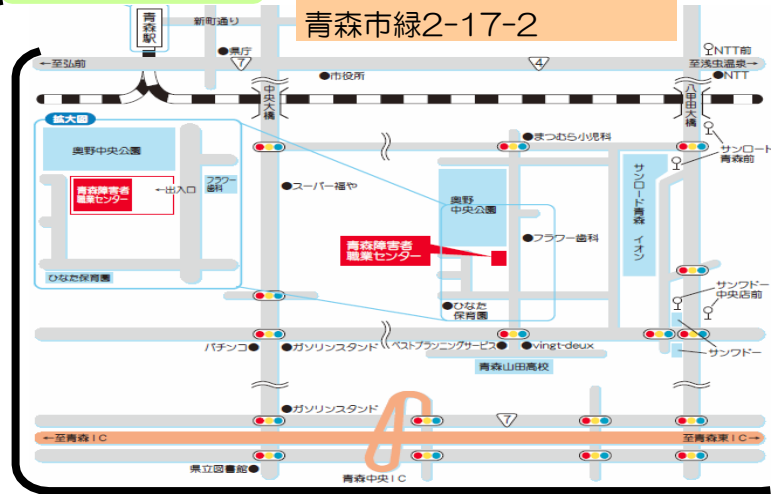 青森市緑2-17-2
青森駅
新町通り
●県庁
7
4
NTT前
←至弘前
至浅虫温泉→
●市役所
●NTT
中央大橋
八甲田大橋
拡大図
奥野中央公園
青森障害者
職業センター
←出入口
フラワー
歯科
ひなた保育園
●まつむら小児科
サンロード
青森前
●スーパー福や
奥野
中央公園
サンロード青森 イオン
●フラワー歯科
青森障害者
職業センター
●ひなた
保育園
サンワドー
中央店前
パチンコ●
●ガソリンスタンド
ベストプランニングサービス●
●vingt-deux
サンワドー
青森山田高校
●ガソリンスタンド
7
←至青森IC
至青森東IC→
県立図書館●
青森中央IC